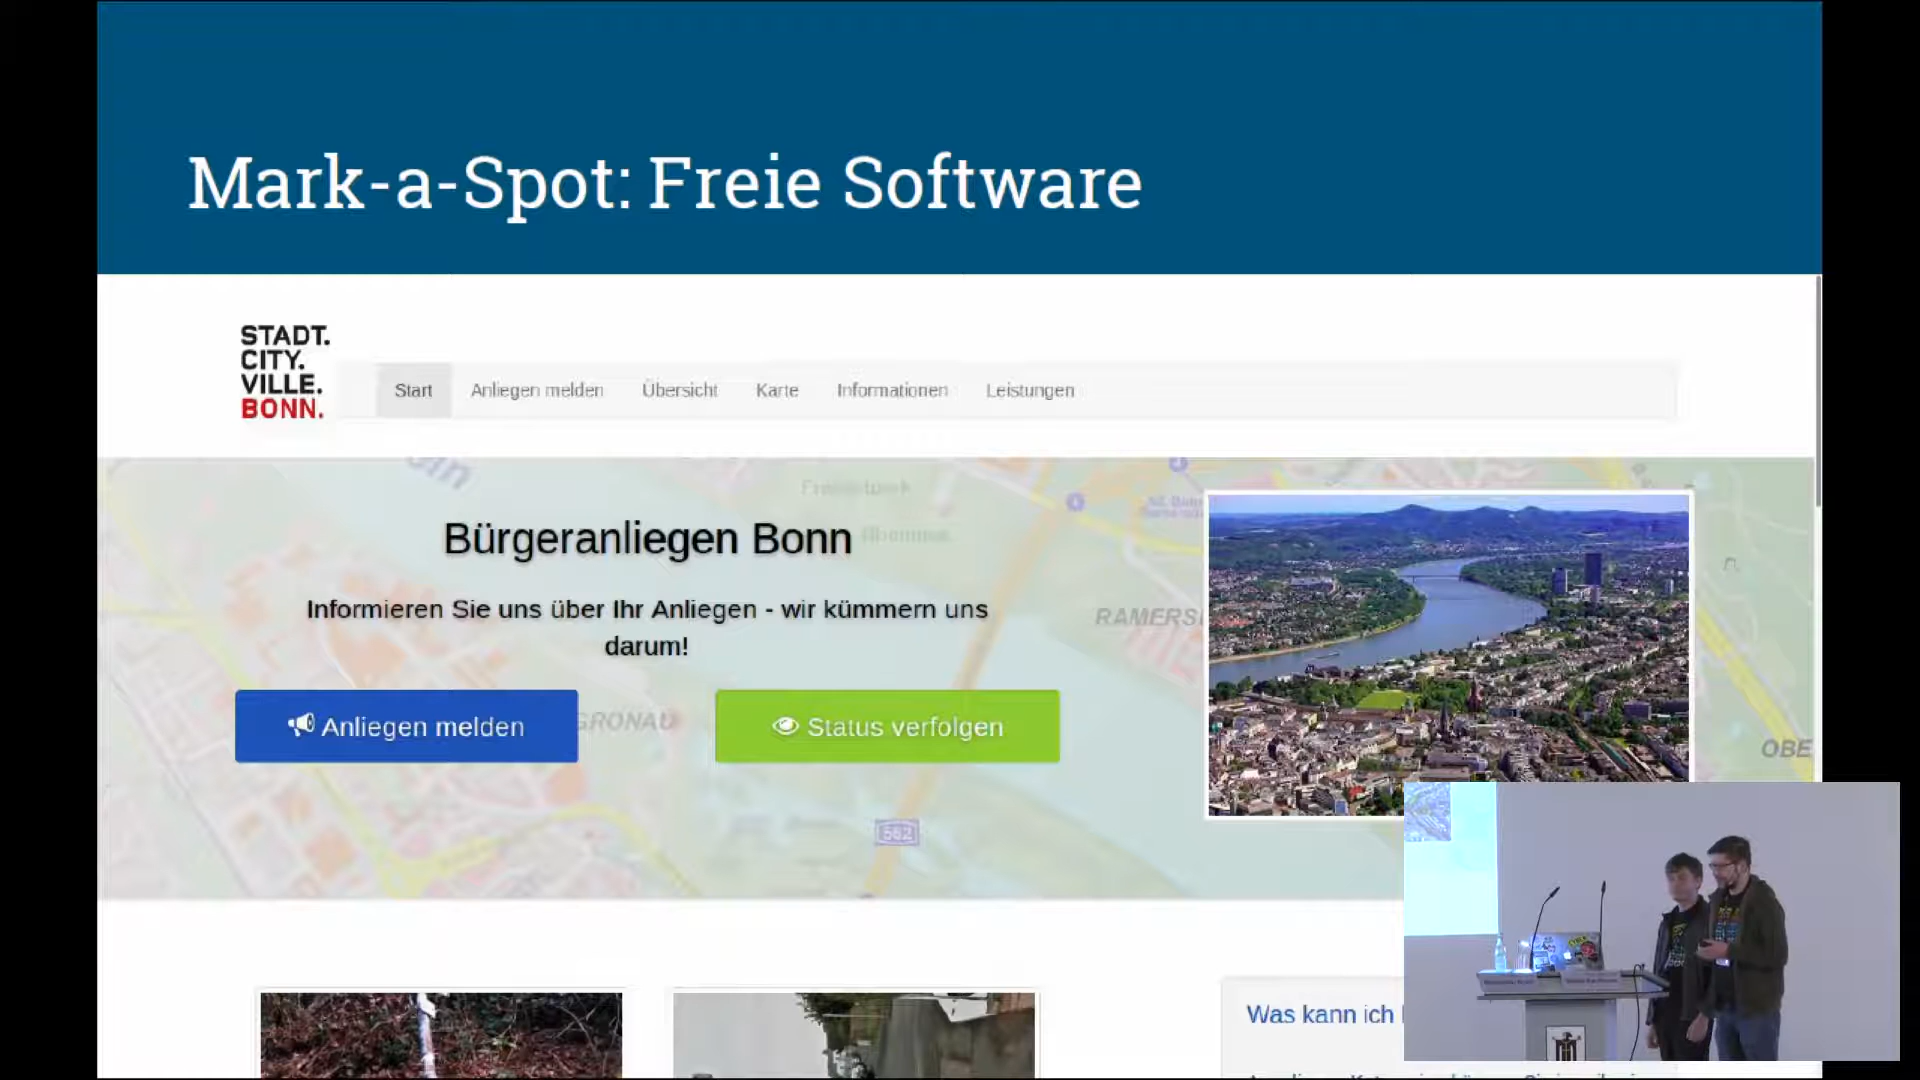 Mark-a-Spot: Freie Software
STADT.
CITY.
VILLE.
BONN.
Start Anliegen melden Übersicht Karte Informationen Leistungen
Bürgeranliegen Bonn
RAMERS
Informieren Sie uns über Ihr Anliegen - wir kümmern uns
darum!
Anliegen melden
GRONAU
Status verfolgen
OBE
562
Was kann ich